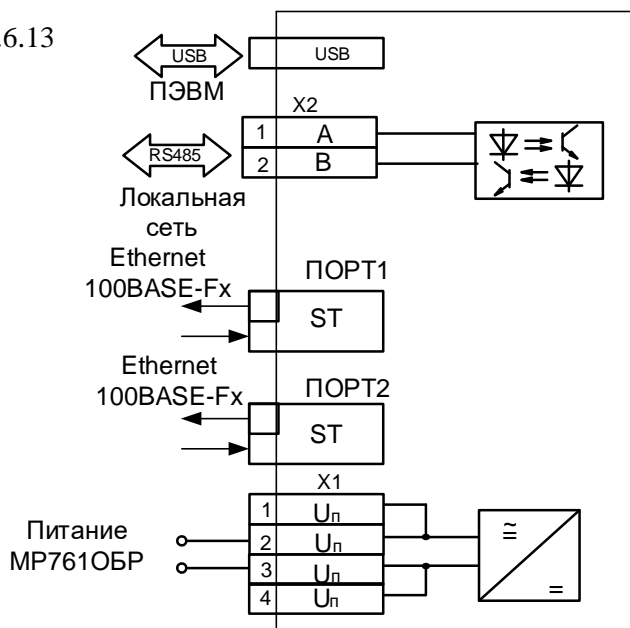 .6.13
USB
USB
ПЭВМ
X2
1 A
RS485
2 B
Локальная
сеть
Ethernet
100BASE-Fx
ПОРТ1
ST
Ethernet
100BASE-Fx
ПОРТ2
ST
X1
1 Uп
Питание
МР761ОБР
2 Uп
3 Uп
4 Uп